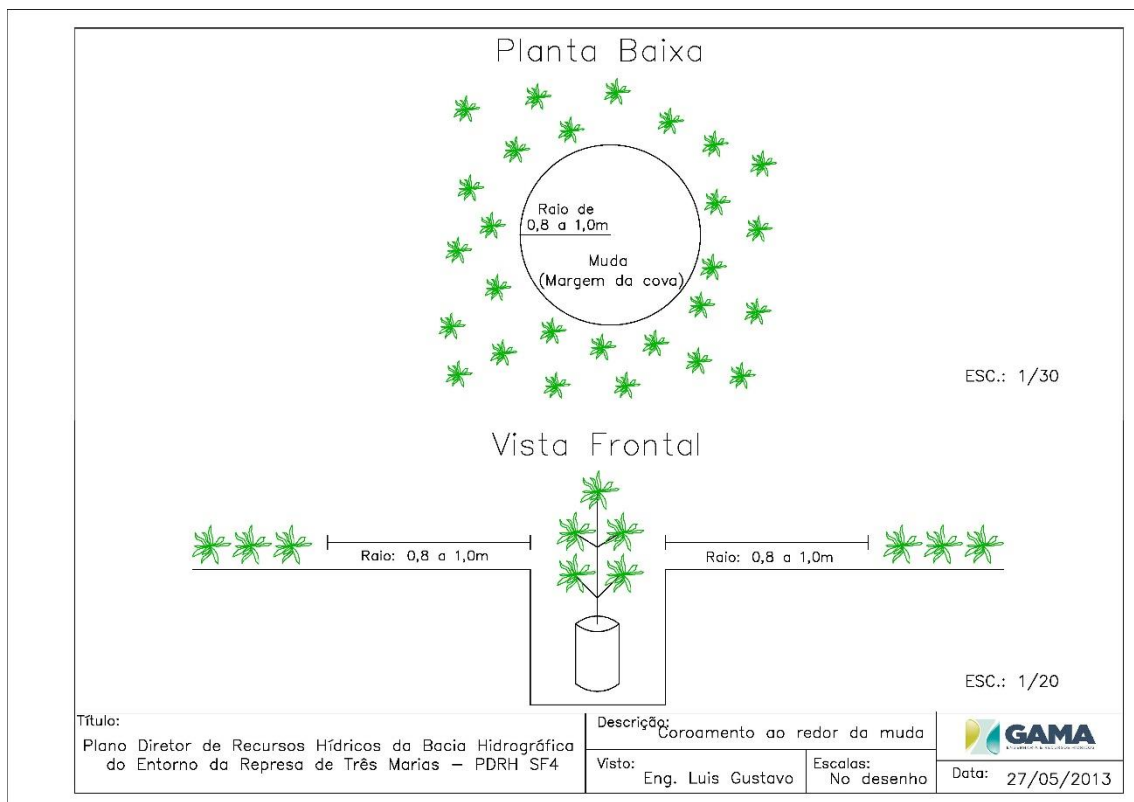 Planta Baixa
Raio de
0,8 a 1,0m
Muda
(Margem da cova)
ESC.: 1/30
Vista Frontal
Raio: 0,8 a 1,0m
Raio: 0,8 a 1,0m
ESC.: 1/20
Título:
Plano Diretor de Recursos Hídricos da Bacia Hidrográfica
do Entorno da Represa de Três Marias – PDRH SF4
Descrição:
Coroamento ao redor da muda
Visto:
Eng. Luis Gustavo
Escalas:
No desenho
GAMA
ENGENHARIA E RECURSOS HÍDRICOS
Data: 27/05/2013